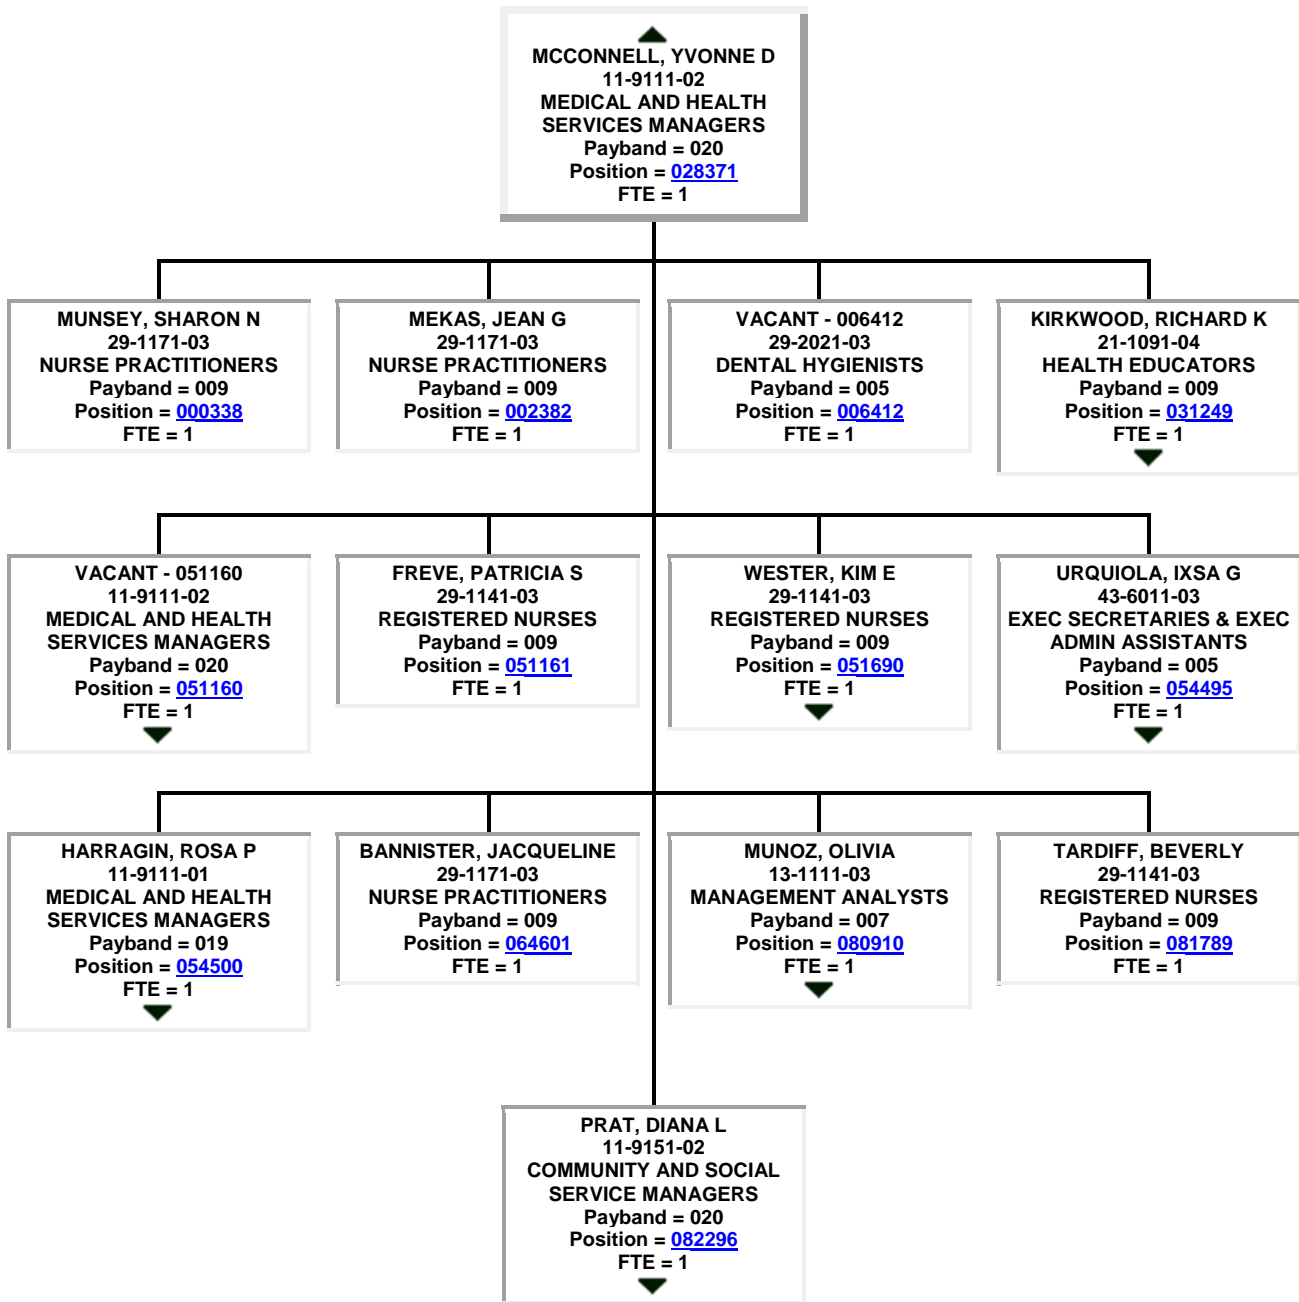 MCCONNELL, YVONNE D
11-9111-02
MEDICAL AND HEALTH
SERVICES MANAGERS
Payband = 020
Position = 028371
FTE = 1
MUNSEY, SHARON N
29-1171-03
NURSE PRACTITIONERS
Payband = 009
Position = 000338
FTE = 1
MEKAS, JEAN G
29-1171-03
NURSE PRACTITIONERS
Payband = 009
Position = 002382
FTE = 1
VACANT - 006412
29-2021-03
DENTAL HYGIENISTS
Payband = 005
Position = 006412
FTE = 1
KIRKWOOD, RICHARD K
21-1091-04
HEALTH EDUCATORS
Payband = 009
Position = 031249
FTE = 1
VACANT - 051160
11-9111-02
MEDICAL AND HEALTH
SERVICES MANAGERS
Payband = 020
Position = 051160
FTE = 1
FREVE, PATRICIA S
29-1141-03
REGISTERED NURSES
Payband = 009
Position = 051161
FTE = 1
WESTER, KIM E
29-1141-03
REGISTERED NURSES
Payband = 009
Position = 051690
FTE = 1
URQUIOLA, IXSA G
43-6011-03
EXEC SECRETARIES & EXEC
ADMIN ASSISTANTS
Payband = 005
Position = 054495
FTE = 1
HARRAGIN, ROSA P
11-9111-01
MEDICAL AND HEALTH
SERVICES MANAGERS
Payband = 019
Position = 054500
FTE = 1
BANNISTER, JACQUELINE
29-1171-03
NURSE PRACTITIONERS
Payband = 009
Position = 064601
FTE = 1
MUNOZ, OLIVIA
13-1111-03
MANAGEMENT ANALYSTS
Payband = 007
Position = 080910
FTE = 1
TARDIFF, BEVERLY
29-1141-03
REGISTERED NURSES
Payband = 009
Position = 081789
FTE = 1
PRAT, DIANA L
11-9151-02
COMMUNITY AND SOCIAL
SERVICE MANAGERS
Payband = 020
Position = 082296
FTE = 1